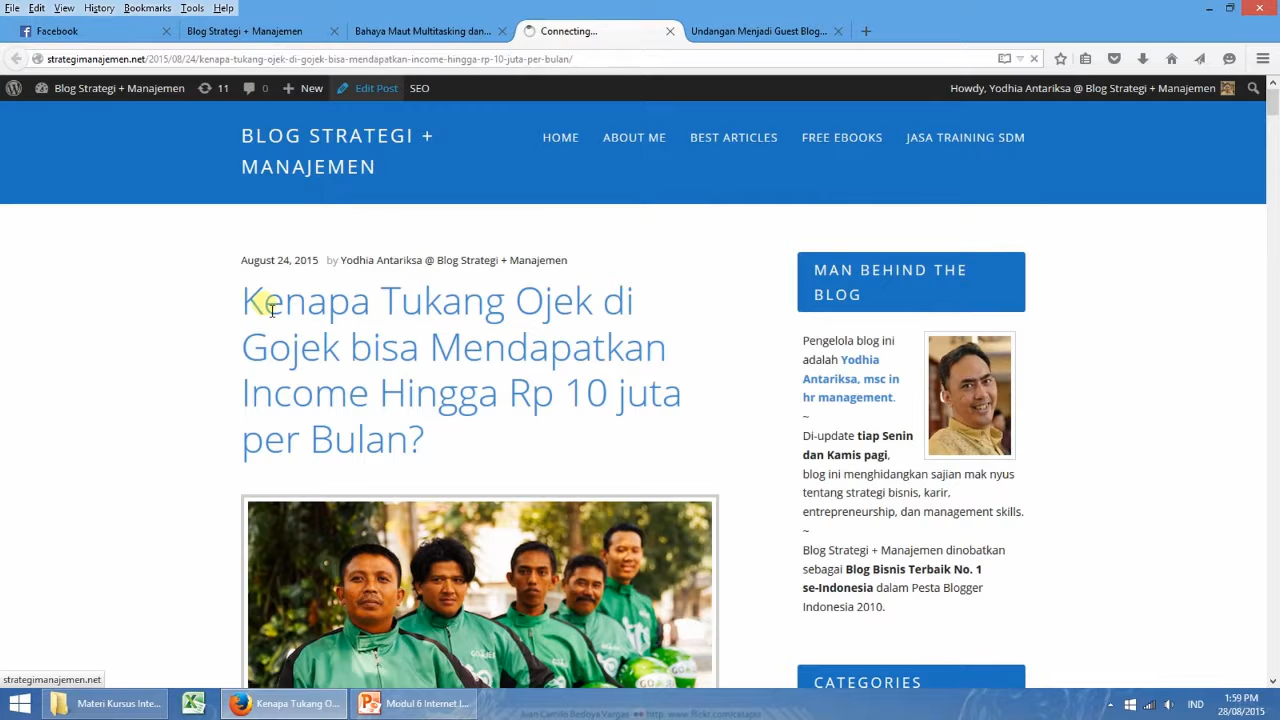 File Edit View History Bookmarks Tools Help
Facebook
Blog Strategi + Manajemen
Bahaya Maut Multitasking dan...
Connecting...
Undangan Menjadi Guest Blog...
strategimanajemen.net/2015/08/24/kenapa-tukang-ojek-di-gojek-bisa-mendapatkan-income-hingga-rp-10-juta-per-bulan/
Blog Strategi + Manajemen 11 0 New Edit Post SEO
Howdy, Yodhia Antariksa @ Blog Strategi + Manajemen
BLOG STRATEGI +
MANAJEMEN
HOME ABOUT ME BEST ARTICLES FREE EBOOKS JASA TRAINING SDM
August 24, 2015 by Yodhia Antariksa @ Blog Strategi + Manajemen
Kenapa Tukang Ojek di
Gojek bisa Mendapatkan
Income Hingga Rp 10 juta
per Bulan?
MAN BEHIND THE
BLOG
Pengelola blog ini
adalah Yodhia
Antariksa, msc in
hr management.
~
Di-update tiap Senin
dan Kamis pagi,
blog ini menghidangkan sajian mak nyus
tentang strategi bisnis, karir,
entrepreneurship, dan management skills.
~
Blog Strategi + Manajemen dinobatkan
sebagai Blog Bisnis Terbaik No. 1
se-Indonesia dalam Pesta Blogger
Indonesia 2010.
CATEGORIES
strategimanajemen.net
Materi Kursus Inte...
Kenapa Tukang O...
Modul 6 Internet I...
IND
1:59 PM
28/08/2015